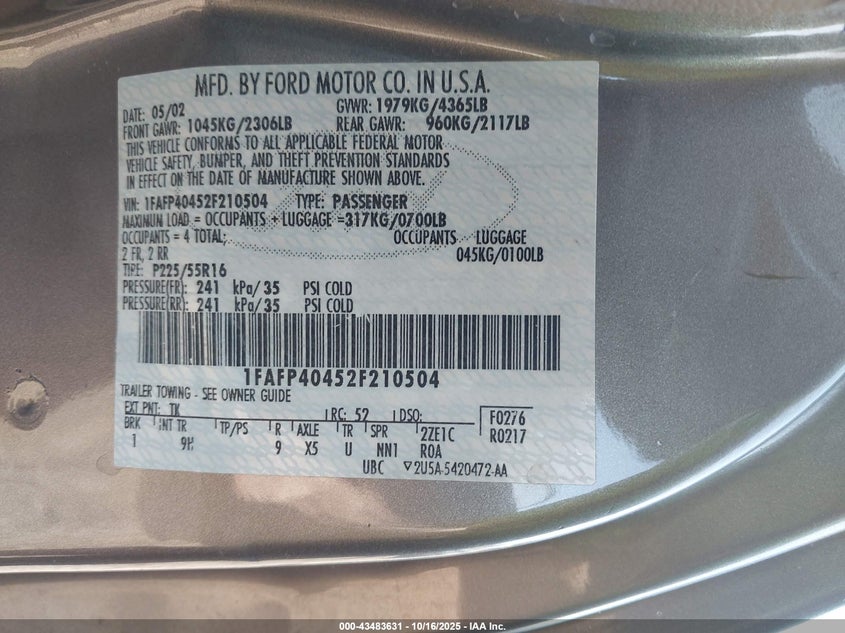 MFD. BY FORD MOTOR CO. IN U.S.A.
DATE: 05/02 GVWR: 1979KG/4365LB
FRONT GAWR: 1045KG/2306LB REAR GAWR: 960KG/2117LB
THIS VEHICLE CONFORMS TO ALL APPLICABLE FEDERAL MOTOR
VEHICLE SAFETY, BUMPER, AND THEFT PREVENTION STANDARDS
IN EFFECT ON THE DATE OF MANUFACTURE SHOWN ABOVE.
VIN: 1FAFP40452F210504 TYPE: PASSENGER
MAXIMUM LOAD = OCCUPANTS + LUGGAGE = 317KG/0700LB
OCCUPANTS = 4 TOTAL; OCCUPANTS LUGGAGE
2 FR, 2 RR 045KG/0100LB
TIRE: P225/55R16
PRESSURE(FR): 241 kPa/35 PSI COLD
PRESSURE(RR): 241 kPa/35 PSI COLD
1FAFP40452F210504
TRAILER TOWING - SEE OWNER GUIDE
EXT PNT: TK RC: 52 DSO: F0276
BRK INT TR TP/PS R AXLE TR SPR 2ZE1C R0217
1 9H 9 X5 U NN1 ROA
UBC ▽2U5A-5420472-AA
000-43483631 - 10/16/2025 - IAA Inc.